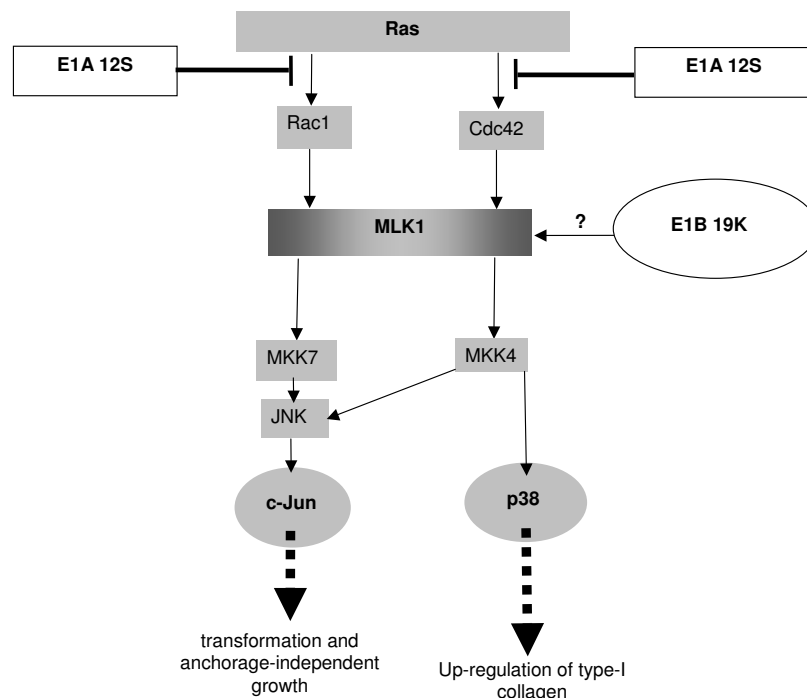 Ras
E1A 12S
E1A 12S
Rac1
Cdc42
MLK1
?
E1B 19K
MKK7
MKK4
JNK
c-Jun
p38
transformation and
anchorage-independent
growth
Up-regulation of type-I
collagen